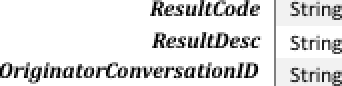 ResultCode String
ResultDesc String
OriginatorConversationID String